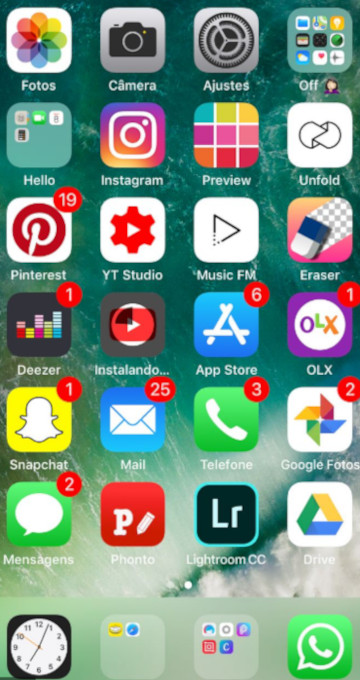 Fotos Câmera Ajustes Off
Hello Instagram Preview Unfold
19
Pinterest YT Studio Music FM Eraser
1 6 1
OLX
Deezer Instalando... App Store OLX
1 25 3 2
Snapchat Mail Telefone Google Fotos
2
P Lr
Mensagens Phonto Lightroom CC Drive